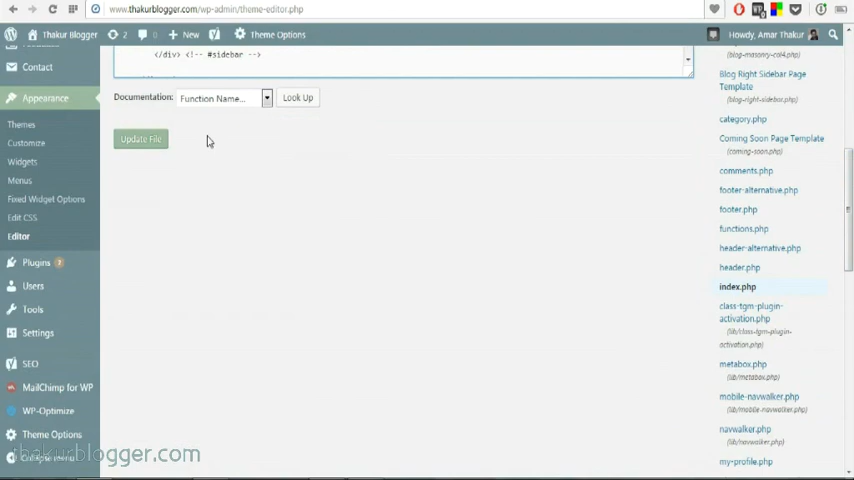 www.thakurblogger.com/wp-admin/theme-editor.php
Thakur Blogger 2 0 New Theme Options Howdy, Amar Thakur
Contact
Appearance
Themes
Customize
Widgets
Menus
Fixed Widget Options
Edit CSS
Editor
Plugins 3
Users
Tools
Settings
SEO
MailChimp for WP
WP-Optimize
Theme Options
Collapse menu
</div> <!-- #sidebar -->
Documentation: Function Name... Look Up
Update File
blog-masonry-col4.php)
Blog Right Sidebar Page
Template
(blog-right-sidebar.php)
category.php
Coming Soon Page Template
(coming-soon.php)
comments.php
footer-alternative.php
footer.php
functions.php
header-alternative.php
header.php
index.php
class-tgm-plugin-
activation.php
(lib/class-tgm-plugin-
activation.php)
metabox.php
(lib/metabox.php)
mobile-navwalker.php
(lib/mobile-navwalker.php)
navwalker.php
(lib/navwalker.php)
my-profile.php
thakurblogger.com